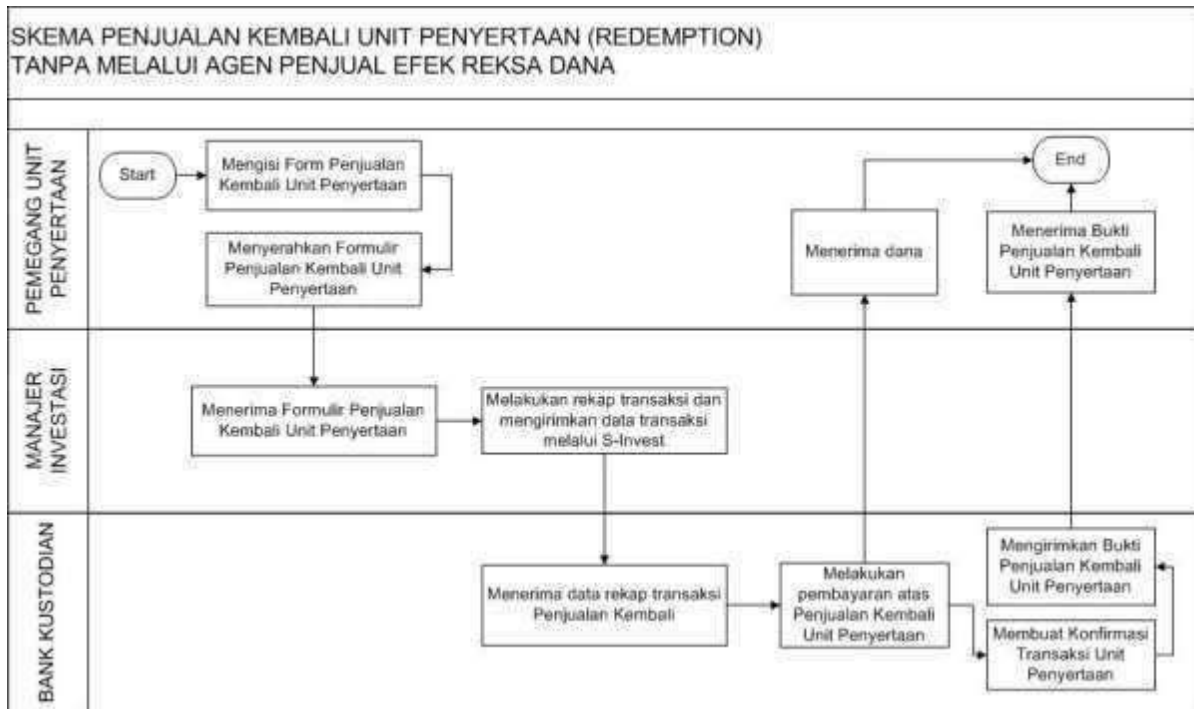 SKEMA PENJUALAN KEMBALI UNIT PENYERTAAN (REDEMPTION)
TANPA MELALUI AGEN PENJUAL EFEK REKSA DANA
PEMEGANG UNIT
PENYERTAAN
Start
Mengisi Form Penjualan
Kembali Unit Penyertaan
Menyerahkan Formulir
Penjualan Kembali Unit
Penyertaan
Menerima dana
End
Menerima Bukti
Penjualan Kembali
Unit Penyertaan
MANAJER
INVESTASI
Menerima Formulir Penjualan
Kembali Unit Penyertaan
Melakukan rekap transaksi dan
mengirimkan data transaksi
melalui S-Invest
BANK KUSTODIAN
Menerima data rekap transaksi
Penjualan Kembali
Melakukan
pembayaran atas
Penjualan Kembali
Unit Penyertaan
Mengirimkan Bukti
Penjualan Kembali
Unit Penyertaan
Membuat Konfirmasi
Transaksi Unit
Penyertaan